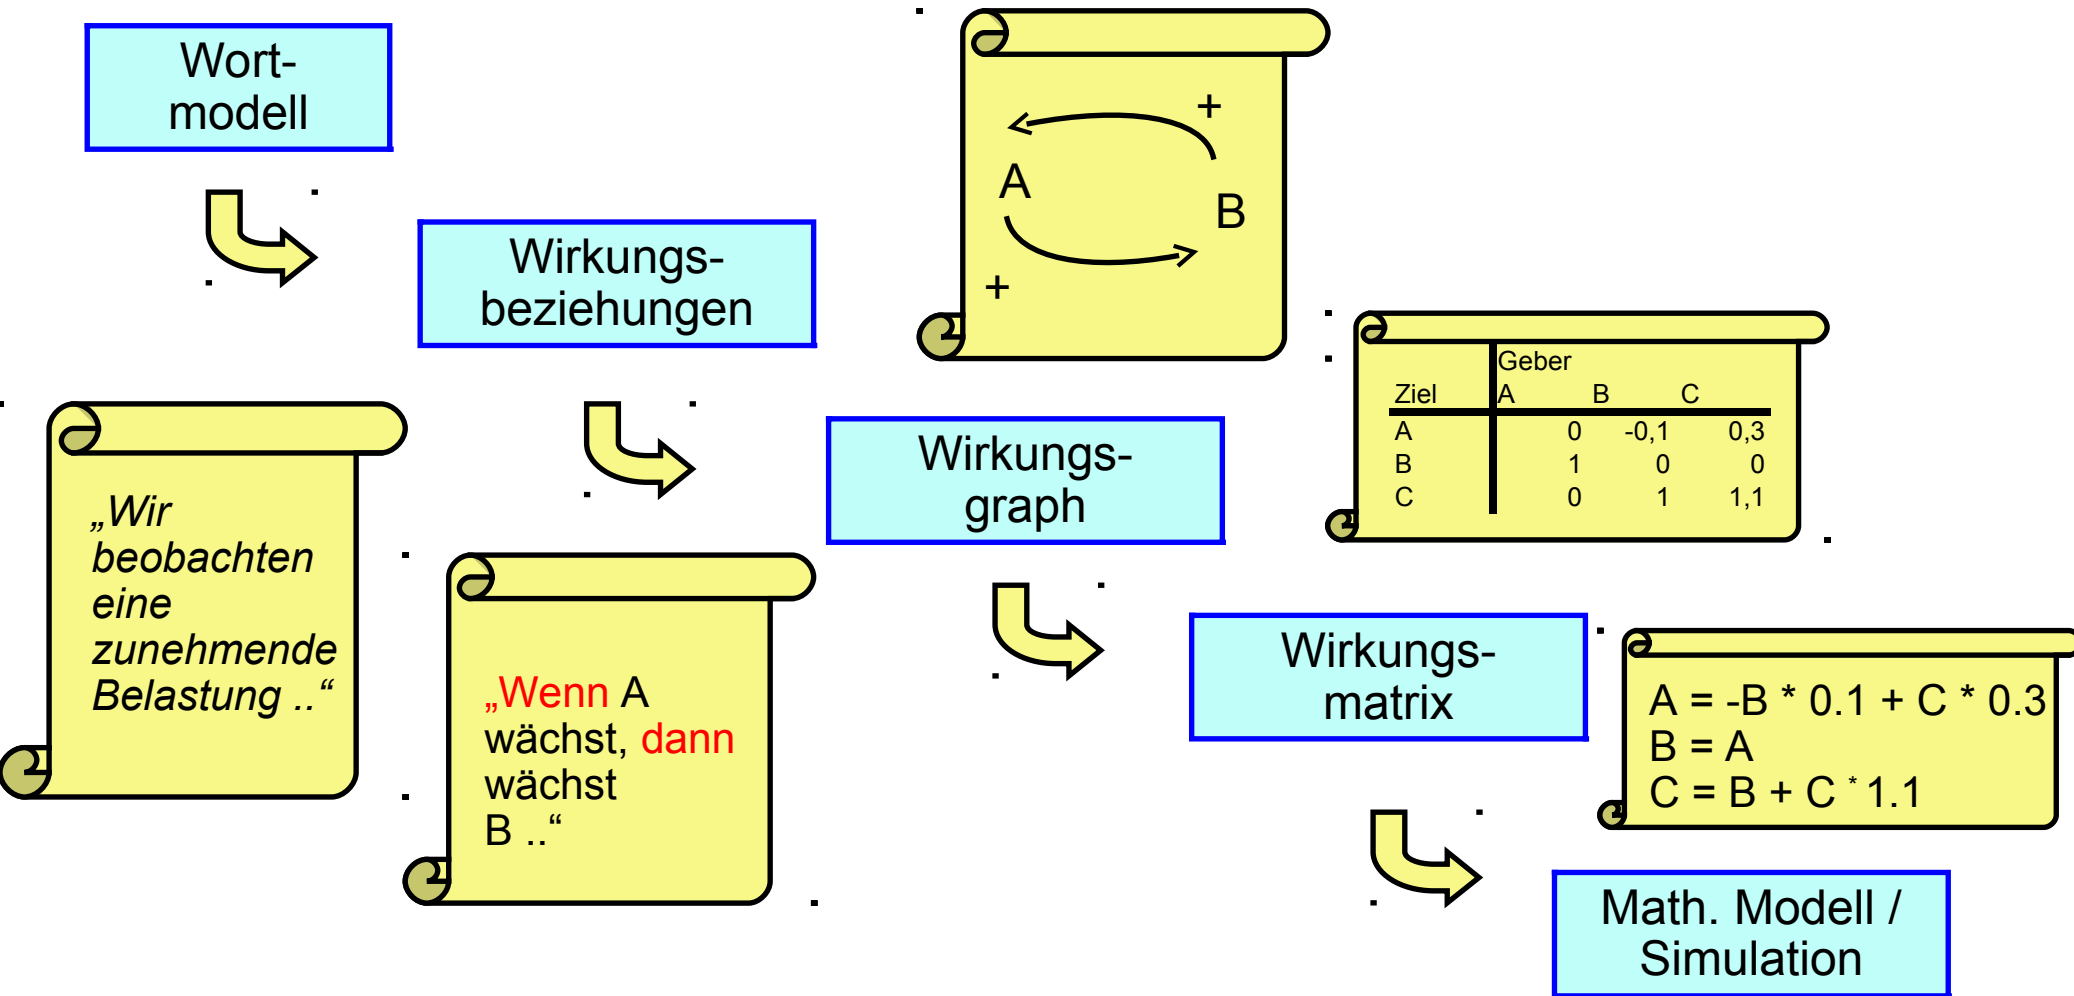 Wort-
modell
Wirkungs-
beziehungen
Wirkungs-
graph
Wirkungs-
matrix
Math. Modell /
Simulation
„Wir
beobachten
eine
zunehmende
Belastung ..“
„Wenn A
wächst, dann
wächst
B ..“
+
A
B
+
Geber
Ziel A B C
A 0 -0,1 0,3
B 1 0 0
C 0 1 1,1
A = -B * 0.1 + C * 0.3
B = A
C = B + C * 1.1